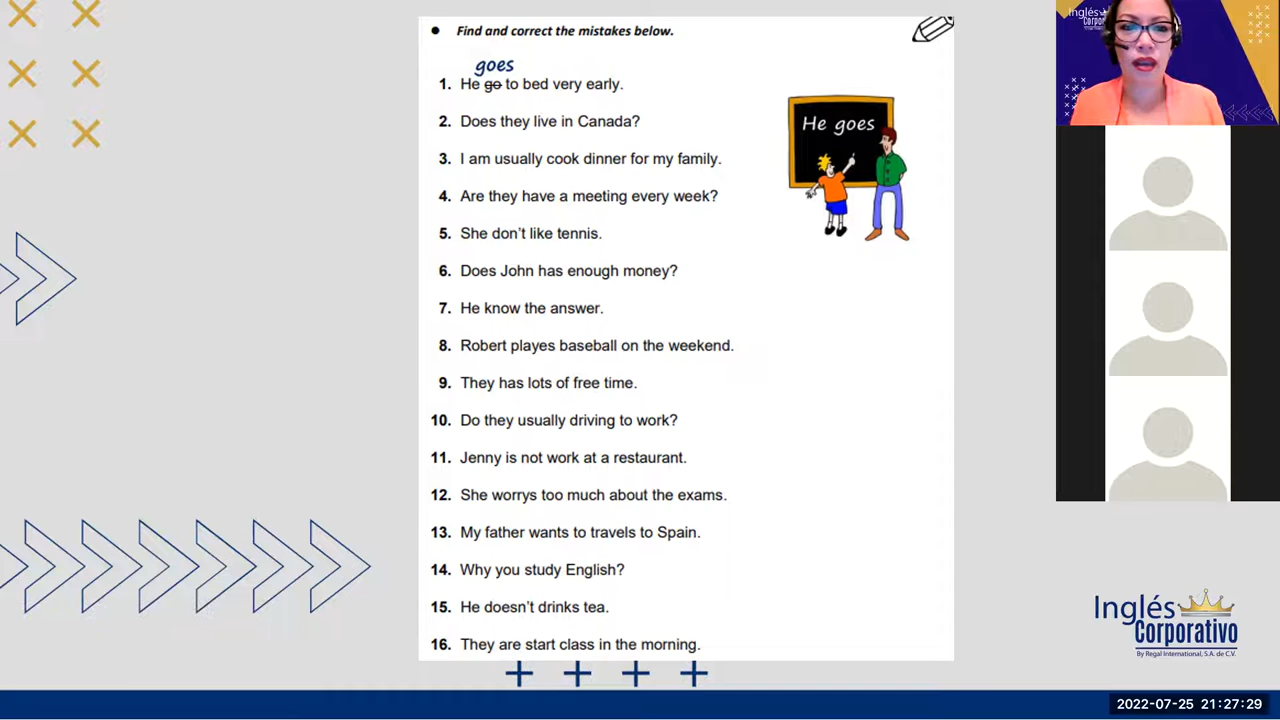 Find and correct the mistakes below.
goes
1. He go to bed very early.
2. Does they live in Canada?
3. I am usually cook dinner for my family.
4. Are they have a meeting every week?
5. She don't like tennis.
6. Does John has enough money?
7. He know the answer.
8. Robert playes baseball on the weekend.
9. They has lots of free time.
10. Do they usually driving to work?
11. Jenny is not work at a restaurant.
12. She worrys too much about the exams.
13. My father wants to travels to Spain.
14. Why you study English?
15. He doesn't drinks tea.
16. They are start class in the morning.
He goes
Inglés
Corporativo
Inglés
Corporativo
By Regal International, S.A. de C.V.
2022-07-25 21:27:29